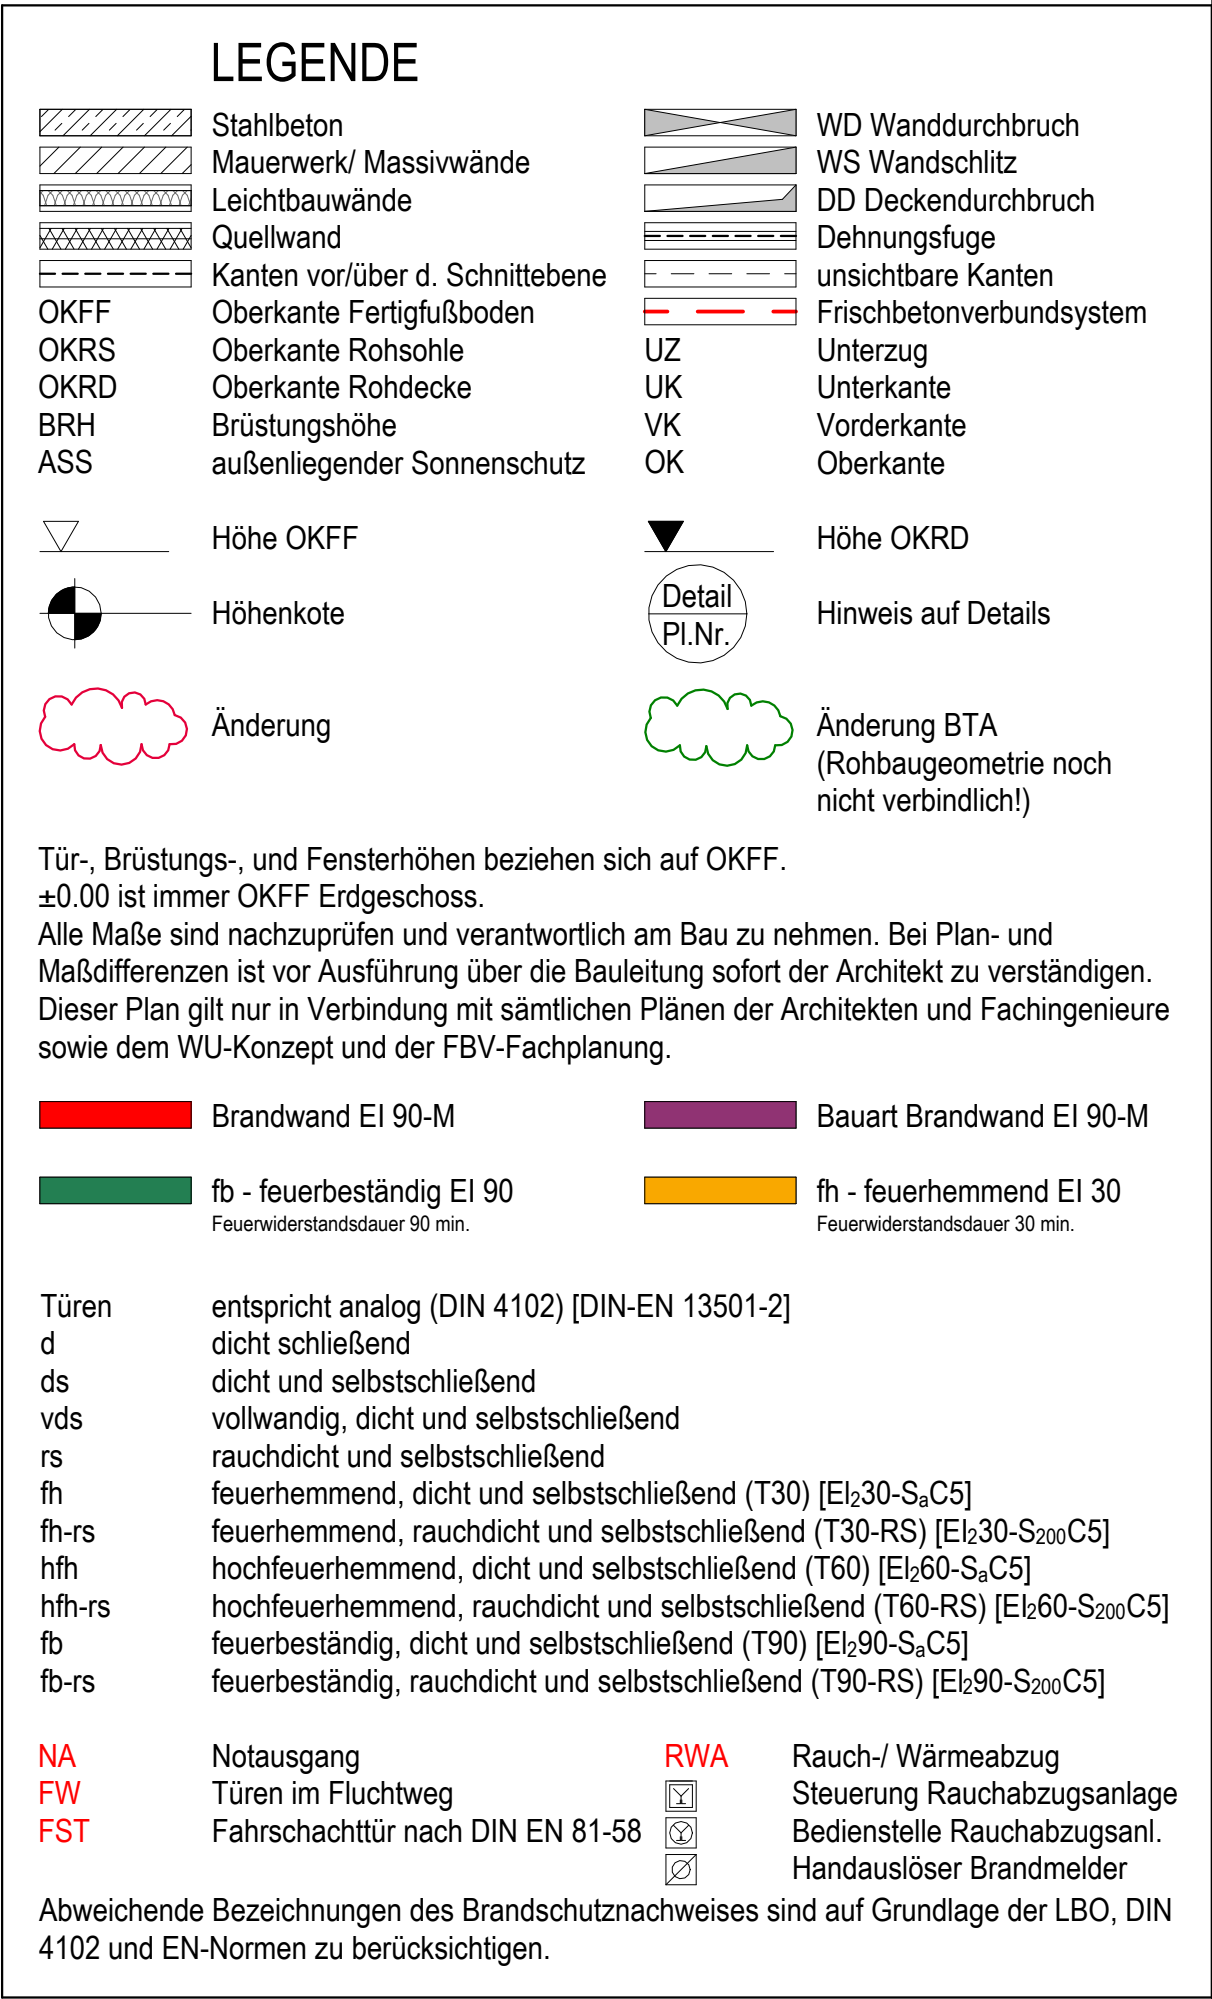 LEGENDE
Stahlbeton
WD Wanddurchbruch
Mauerwerk/ Massivwände
WS Wandschlitz
Leichtbauwände
DD Deckendurchbruch
Quellwand
Dehnungsfuge
Kanten vor/über d. Schnittebene
unsichtbare Kanten
OKFF Oberkante Fertigfußboden
Frischbetonverbundsystem
OKRS Oberkante Rohsohle
UZ Unterzug
OKRD Oberkante Rohdecke
UK Unterkante
BRH Brüstungshöhe
VK Vorderkante
ASS außenliegender Sonnenschutz
OK Oberkante
Höhe OKFF
Höhe OKRD
Höhenkote
Detail
Pl.Nr.
Hinweis auf Details
Änderung
Änderung BTA
(Rohbaugeometrie noch
nicht verbindlich!)
Tür-, Brüstungs-, und Fensterhöhen beziehen sich auf OKFF.
±0.00 ist immer OKFF Erdgeschoss.
Alle Maße sind nachzuprüfen und verantwortlich am Bau zu nehmen. Bei Plan- und
Maßdifferenzen ist vor Ausführung über die Bauleitung sofort der Architekt zu verständigen.
Dieser Plan gilt nur in Verbindung mit sämtlichen Plänen der Architekten und Fachingenieure
sowie dem WU-Konzept und der FBV-Fachplanung.
Brandwand EI 90-M
Bauart Brandwand EI 90-M
fb - feuerbeständig EI 90
Feuerwiderstandsdauer 90 min.
fh - feuerhemmend EI 30
Feuerwiderstandsdauer 30 min.
Türen entspricht analog (DIN 4102) [DIN-EN 13501-2]
d dicht schließend
ds dicht und selbstschließend
vds vollwandig, dicht und selbstschließend
rs rauchdicht und selbstschließend
fh feuerhemmend, dicht und selbstschließend (T30) [EI₂30-SₐC5]
fh-rs feuerhemmend, rauchdicht und selbstschließend (T30-RS) [EI₂30-S₂₀₀C5]
hfh hochfeuerhemmend, dicht und selbstschließend (T60) [EI₂60-SₐC5]
hfh-rs hochfeuerhemmend, rauchdicht und selbstschließend (T60-RS) [EI₂60-S₂₀₀C5]
fb feuerbeständig, dicht und selbstschließend (T90) [EI₂90-SₐC5]
fb-rs feuerbeständig, rauchdicht und selbstschließend (T90-RS) [EI₂90-S₂₀₀C5]
NA Notausgang
RWA Rauch-/ Wärmeabzug
FW Türen im Fluchtweg
Steuerung Rauchabzugsanlage
FST Fahrschachttür nach DIN EN 81-58
Bedienstelle Rauchabzugsanl.
Handauslöser Brandmelder
Abweichende Bezeichnungen des Brandschutznachweises sind auf Grundlage der LBO, DIN
4102 und EN-Normen zu berücksichtigen.